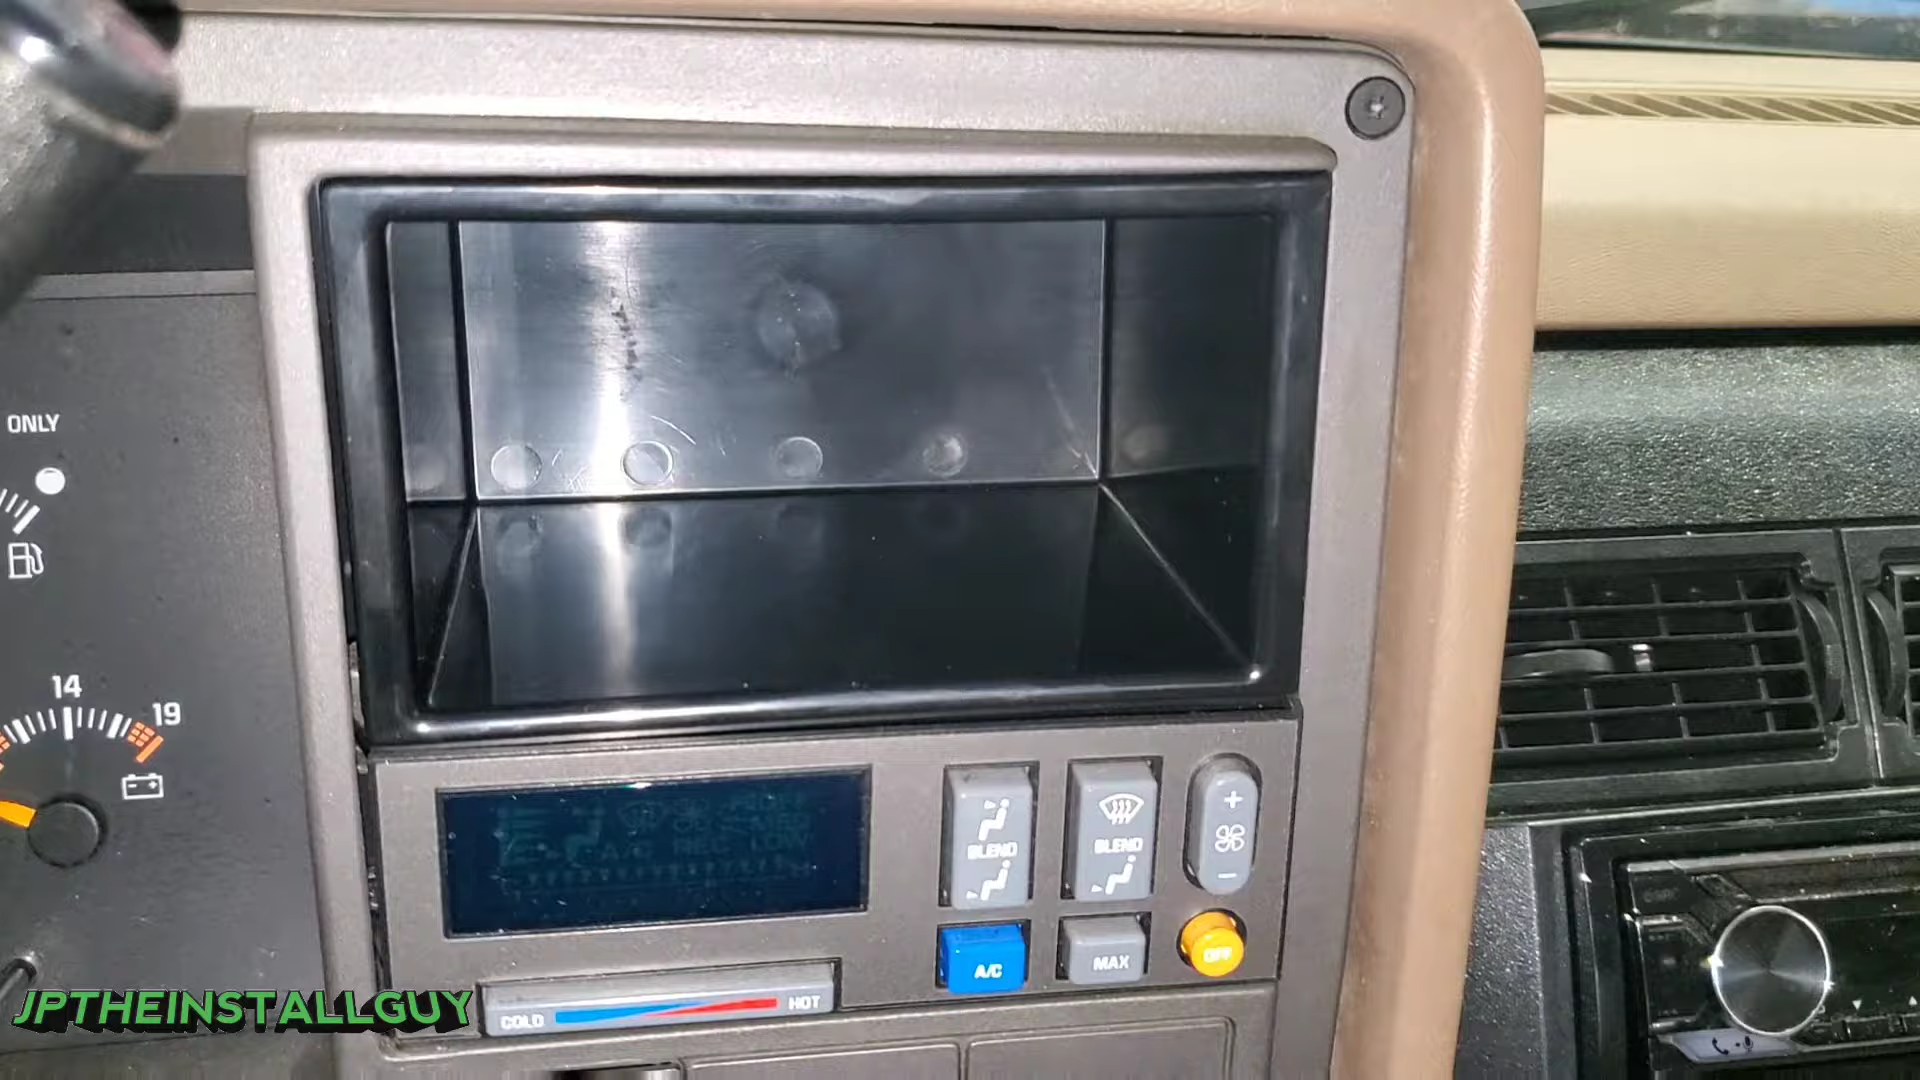 ONLY
14
19
BLEND
BLEND
+
-
A/C
MAX
OFF
COLD
HOT
JPTHEINSTALLGUY